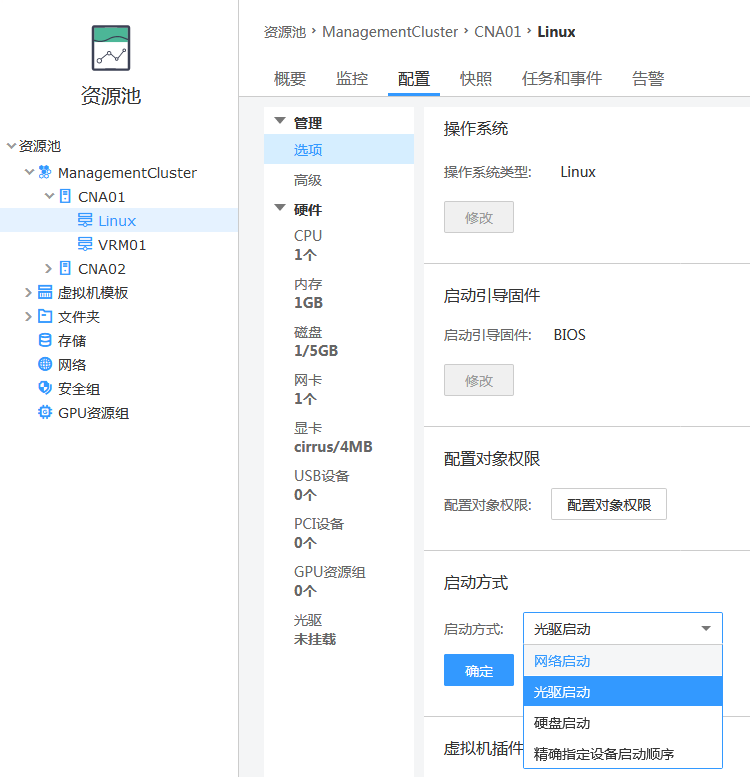 资源池
资源池
ManagementCluster
CNA01
Linux
VRM01
CNA02
虚拟机模板
文件夹
存储
网络
安全组
GPU资源组
资源池 › ManagementCluster › CNA01 › Linux
概要 监控 配置 快照 任务和事件 告警
管理
选项
高级
硬件
CPU
1个
内存
1GB
磁盘
1/5GB
网卡
1个
显卡
cirrus/4MB
USB设备
0个
PCI设备
0个
GPU资源组
0个
光驱
未挂载
操作系统
操作系统类型: Linux
修改
启动引导固件
启动引导固件: BIOS
修改
配置对象权限
配置对象权限: 配置对象权限
启动方式
启动方式: 光驱启动
确定
网络启动
光驱启动
硬盘启动
精确指定设备启动顺序
虚拟机插件